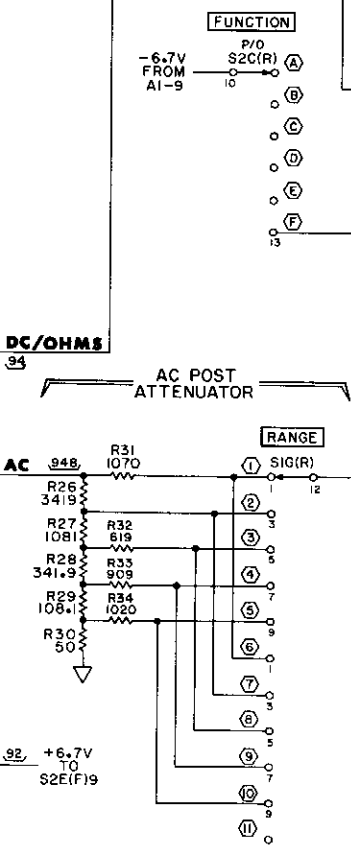 FUNCTION
P/O
S2C(R)
-6.7V
FROM
A1-9
10
A
B
C
D
E
F
13
DC/OHMS
94
AC POST
ATTENUATOR
RANGE
AC
948
R31
1070
1
S1G(R)
1
12
R26
3419
2
3
R27
1081
R32
619
3
5
R28
341.9
R33
909
4
7
R29
108.1
R34
1020
5
9
R30
50
6
1
7
3
8
5
92
+6.7V
TO
S2E(F)9
9
7
10
9
11